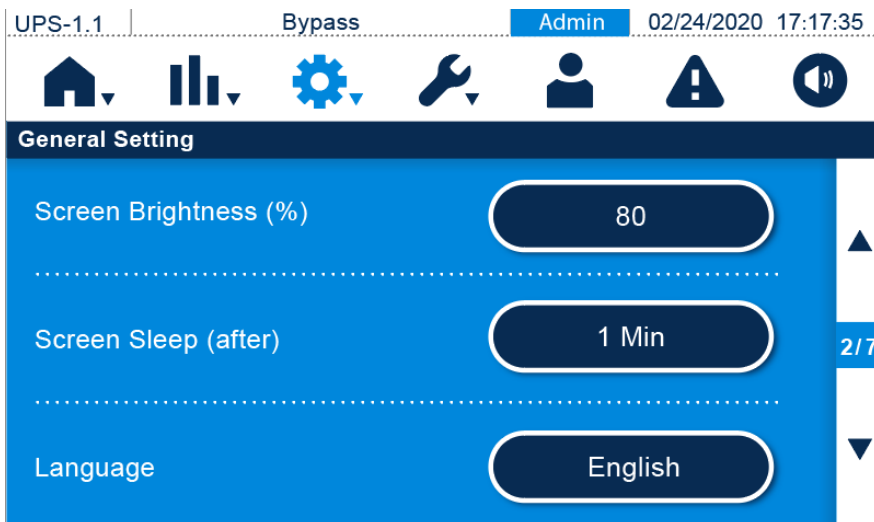 UPS-1.1 Bypass Admin 02/24/2020 17:17:35
General Setting
Screen Brightness (%) 80
Screen Sleep (after) 1 Min
2/7
Language English